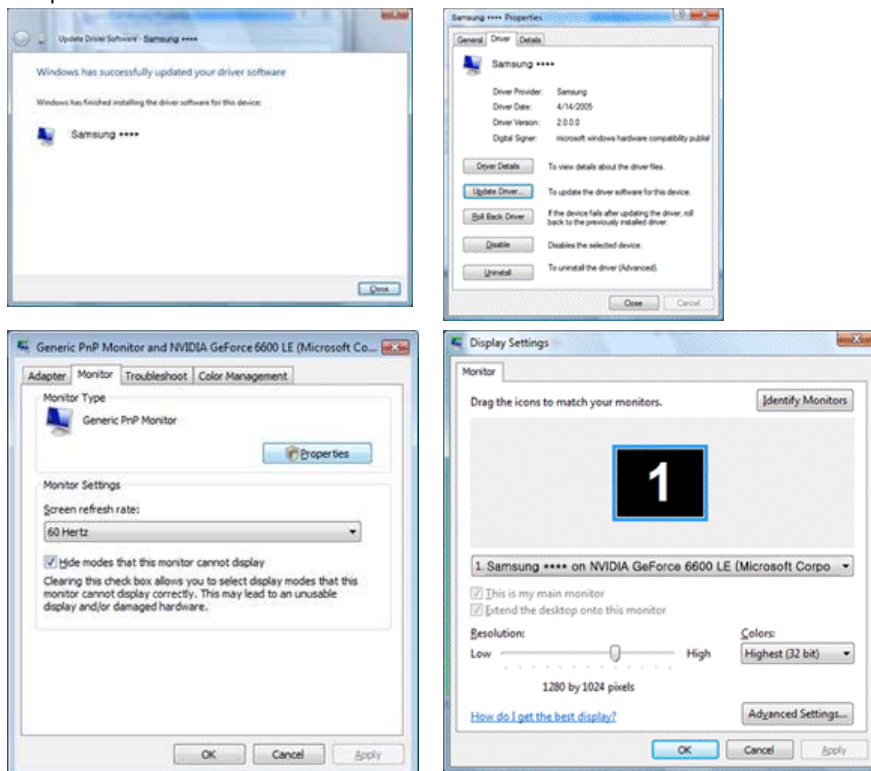 Update Driver Software - Samsung ****
Windows has successfully updated your driver software
Windows has finished installing the driver software for this device:
Samsung ****
Close
Samsung **** Properties
General Driver Details
Samsung ****
Driver Provider: Samsung
Driver Date: 4/14/2005
Driver Version: 2.0.0.0
Digital Signer: microsoft windows hardware compatibility publis
Driver Details To view details about the driver files.
Update Driver... To update the driver software for this device.
Roll Back Driver If the device fails after updating the driver, roll
back to the previously installed driver.
Disable Disables the selected device.
Uninstall To uninstall the driver (Advanced).
Close Cancel
Generic PnP Monitor and NVIDIA GeForce 6600 LE (Microsoft Co...
Adapter Monitor Troubleshoot Color Management
Monitor Type
Generic PnP Monitor
Properties
Monitor Settings
Screen refresh rate:
60 Hertz
Hide modes that this monitor cannot display
Clearing this check box allows you to select display modes that this
monitor cannot display correctly. This may lead to an unusable
display and/or damaged hardware.
OK Cancel Apply
Display Settings
Monitor
Drag the icons to match your monitors.
Identify Monitors
1
1. Samsung **** on NVIDIA GeForce 6600 LE (Microsoft Corpo
This is my main monitor
Extend the desktop onto this monitor
Resolution: Colors:
Low High Highest (32 bit)
1280 by 1024 pixels
How do I get the best display? Advanced Settings...
OK Cancel Apply